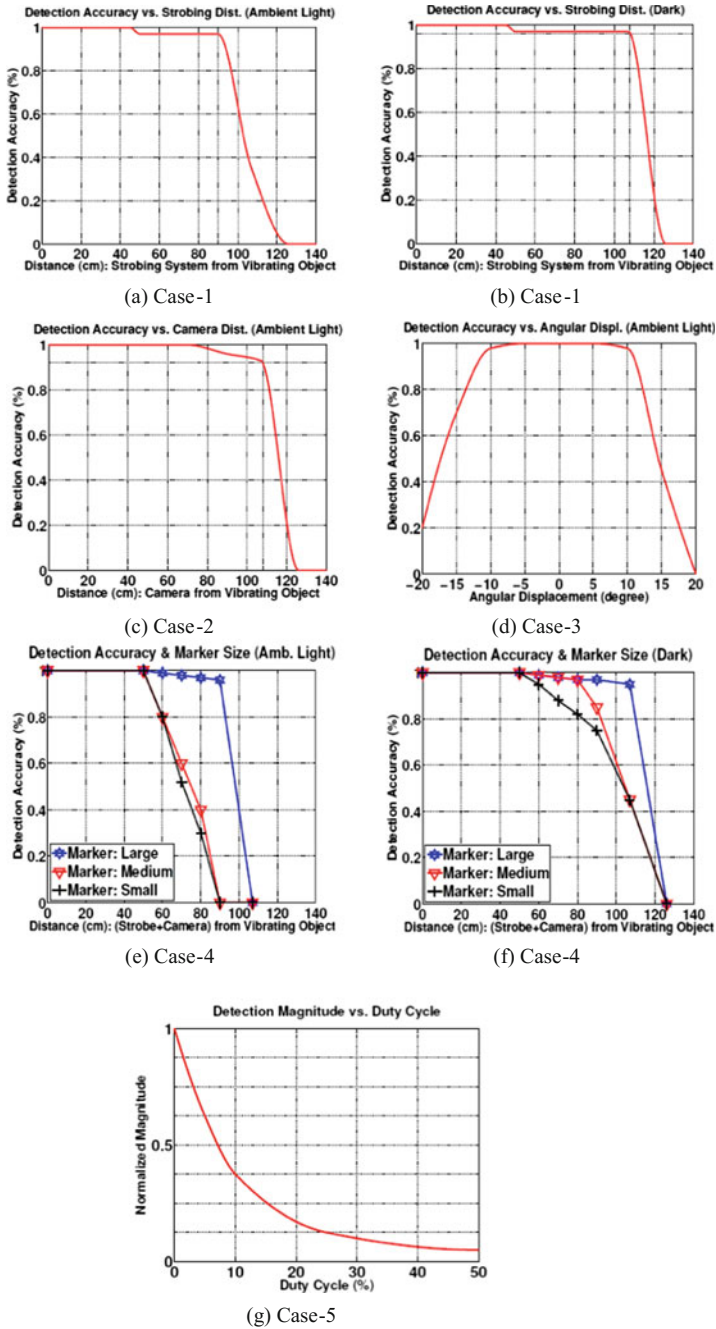 Detection Accuracy vs. Strobing Dist. (Ambient Light)
1
0.8
0.6
0.4
0.2
0
Detection Accuracy (%)
0 20 40 60 80 100 120 140
Distance (cm): Strobing System from Vibrating Object
(a) Case-1
Detection Accuracy vs. Strobing Dist. (Dark)
1
0.8
0.6
0.4
0.2
0
Detection Accuracy (%)
0 20 40 60 80 100 120 140
Distance (cm): Strobing System from Vibrating Object
(b) Case-1
Detection Accuracy vs. Camera Dist. (Ambient Light)
1
0.8
0.6
0.4
0.2
0
Detection Accuracy (%)
0 20 40 60 80 100 120 140
Distance (cm): Camera from Vibrating Object
(c) Case-2
Detection Accuracy vs. Angular Displ. (Ambient Light)
1
0.8
0.6
0.4
0.2
0
Detection Accuracy (%)
−20 −15 −10 −5 0 5 10 15 20
Angular Displacement (degree)
(d) Case-3
Detection Accuracy & Marker Size (Amb. Light)
0.8
0.6
0.4
0.2
0
Detection Accuracy (%)
Marker: Large
Marker: Medium
Marker: Small
0 20 40 60 80 100 120 140
Distance (cm): (Strobe+Camera) from Vibrating Object
(e) Case-4
Detection Accuracy & Marker Size (Dark)
0.8
0.6
0.4
0.2
0
Detection Accuracy (%)
Marker: Large
Marker: Medium
Marker: Small
0 20 40 60 80 100 120 140
Distance (cm): (Strobe+Camera) from Vibrating Object
(f) Case-4
Detection Magnitude vs. Duty Cycle
1
0.5
0
Normalized Magnitude
0 10 20 30 40 50
Duty Cycle (%)
(g) Case-5